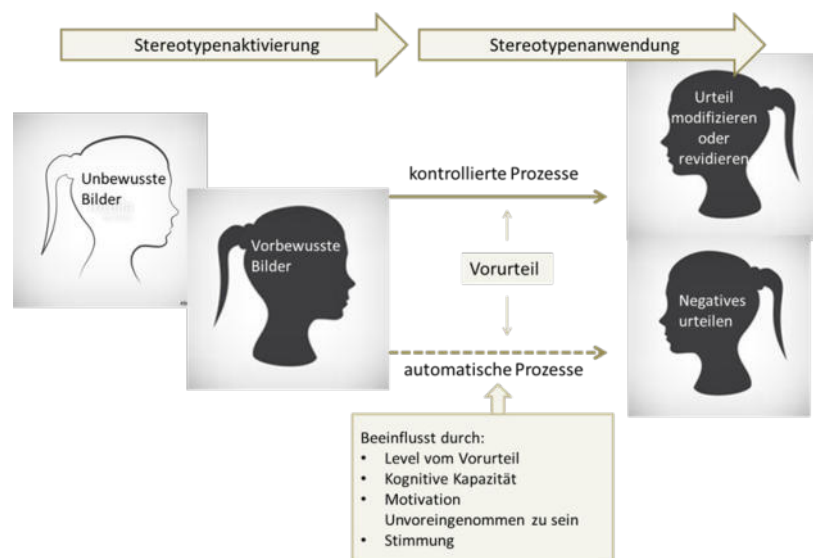 Stereotypenaktivierung
Stereotypenanwendung
Unbewusste
Bilder
Vorbewusste
Bilder
kontrollierte Prozesse
Vorurteil
automatische Prozesse
Urteil
modifizieren
oder
revidieren
Negatives
urteilen
Beeinflusst durch:
• Level vom Vorurteil
• Kognitive Kapazität
• Motivation
Unvoreingenommen zu sein
• Stimmung